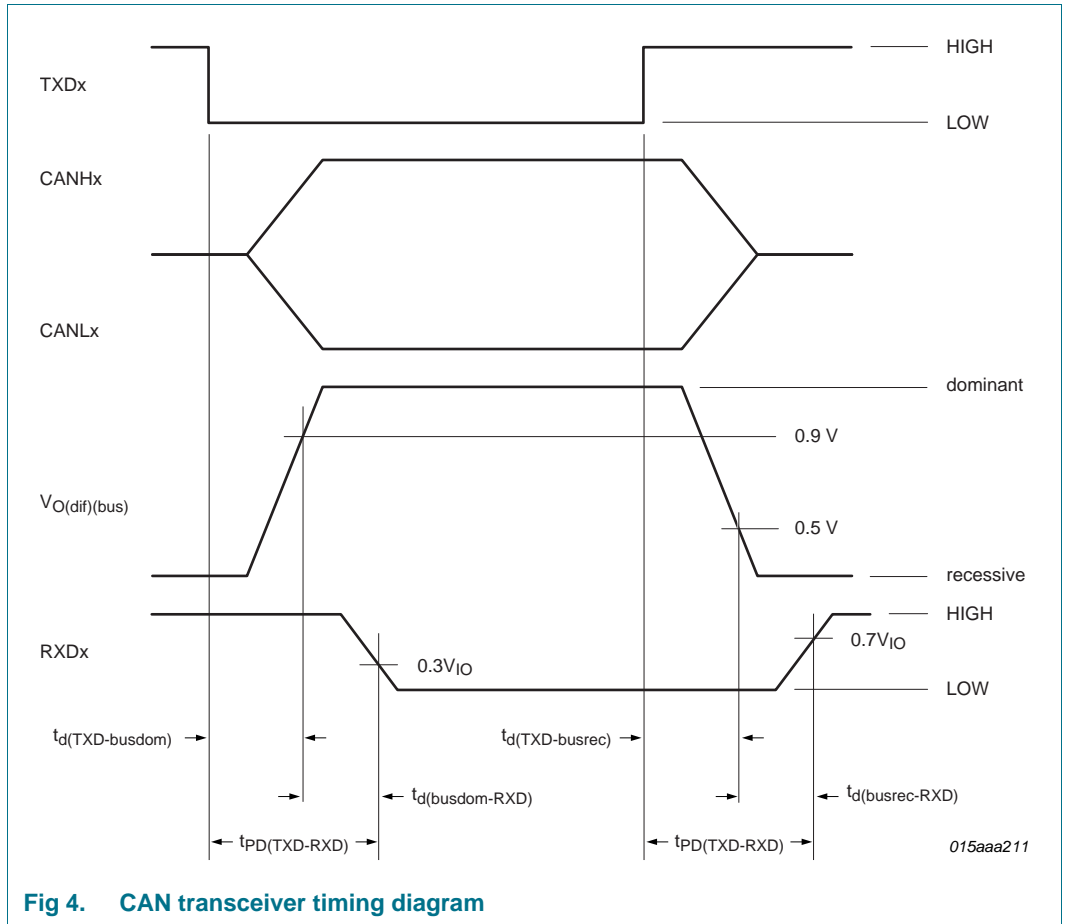 HIGH
TXDx
LOW
CANHx
CANLx
dominant
0.9 V
VO(dif)(bus)
0.5 V
recessive
HIGH
RXDx
0.7VIO
0.3VIO
LOW
td(TXD-busdom)
td(TXD-busrec)
td(busdom-RXD)
td(busrec-RXD)
tPD(TXD-RXD)
tPD(TXD-RXD)
015aaa211
Fig 4. CAN transceiver timing diagram